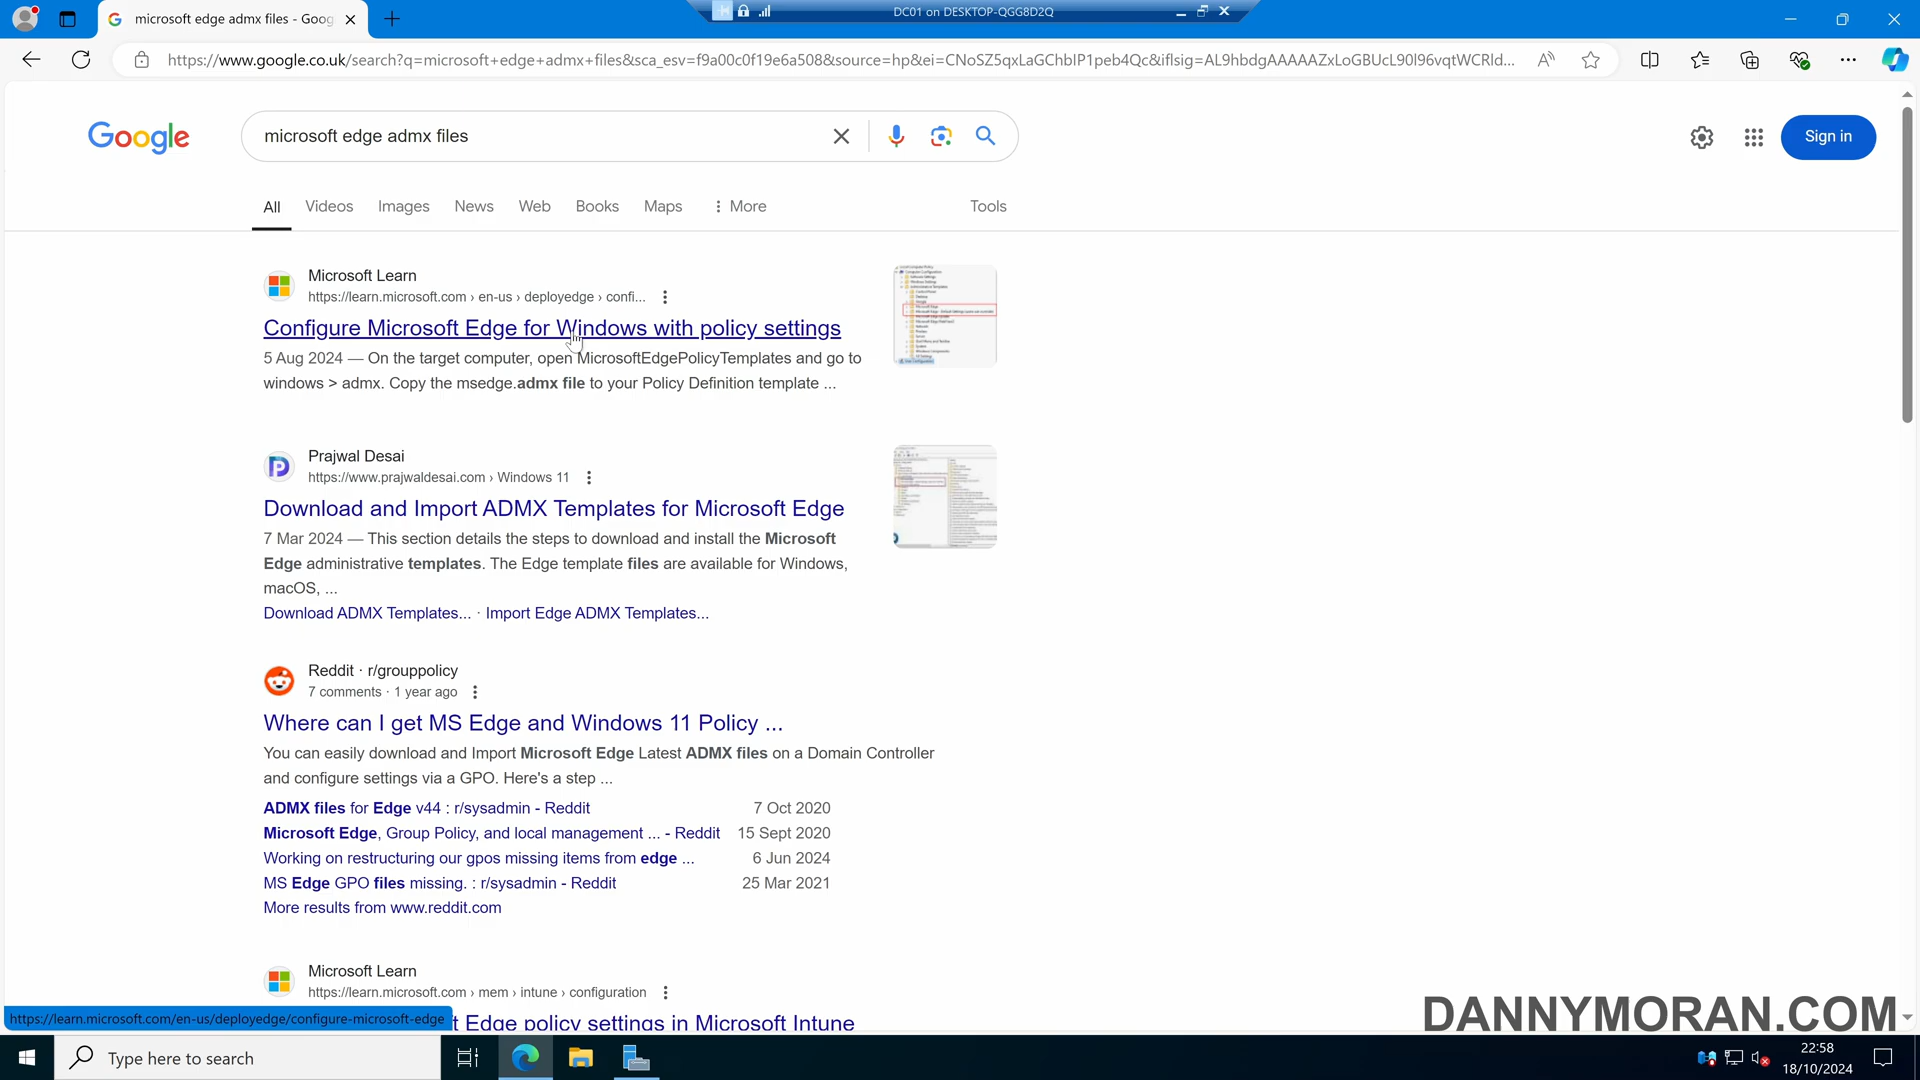 microsoft edge admx files - Goog
DC01 on DESKTOP-QGG8D2Q
https://www.google.co.uk/search?q=microsoft+edge+admx+files&sca_esv=f9a00c0f19e6a508&source=hp&ei=CNoSZ5qxLaGChbIP1peb4Qc&iflsig=AL9hbdgAAAAAZxLoGBUcL90l96vqtWCRld...
Google
microsoft edge admx files
Sign in
All
Videos
Images
News
Web
Books
Maps
More
Tools
Microsoft Learn
https://learn.microsoft.com › en-us › deployedge › confi...
Configure Microsoft Edge for Windows with policy settings
5 Aug 2024 — On the target computer, open MicrosoftEdgePolicyTemplates and go to
windows > admx. Copy the msedge.admx file to your Policy Definition template ...
Prajwal Desai
https://www.prajwaldesai.com › Windows 11
Download and Import ADMX Templates for Microsoft Edge
7 Mar 2024 — This section details the steps to download and install the Microsoft
Edge administrative templates. The Edge template files are available for Windows,
macOS, ...
Download ADMX Templates... · Import Edge ADMX Templates...
Reddit · r/grouppolicy
7 comments · 1 year ago
Where can I get MS Edge and Windows 11 Policy ...
You can easily download and Import Microsoft Edge Latest ADMX files on a Domain Controller
and configure settings via a GPO. Here's a step ...
ADMX files for Edge v44 : r/sysadmin - Reddit 7 Oct 2020
Microsoft Edge, Group Policy, and local management ... - Reddit 15 Sept 2020
Working on restructuring our gpos missing items from edge ... 6 Jun 2024
MS Edge GPO files missing. : r/sysadmin - Reddit 25 Mar 2021
More results from www.reddit.com
Microsoft Learn
https://learn.microsoft.com › mem › intune › configuration
t Edge policy settings in Microsoft Intune
https://learn.microsoft.com/en-us/deployedge/configure-microsoft-edge
DANNYMORAN.COM
Type here to search
22:58
18/10/2024